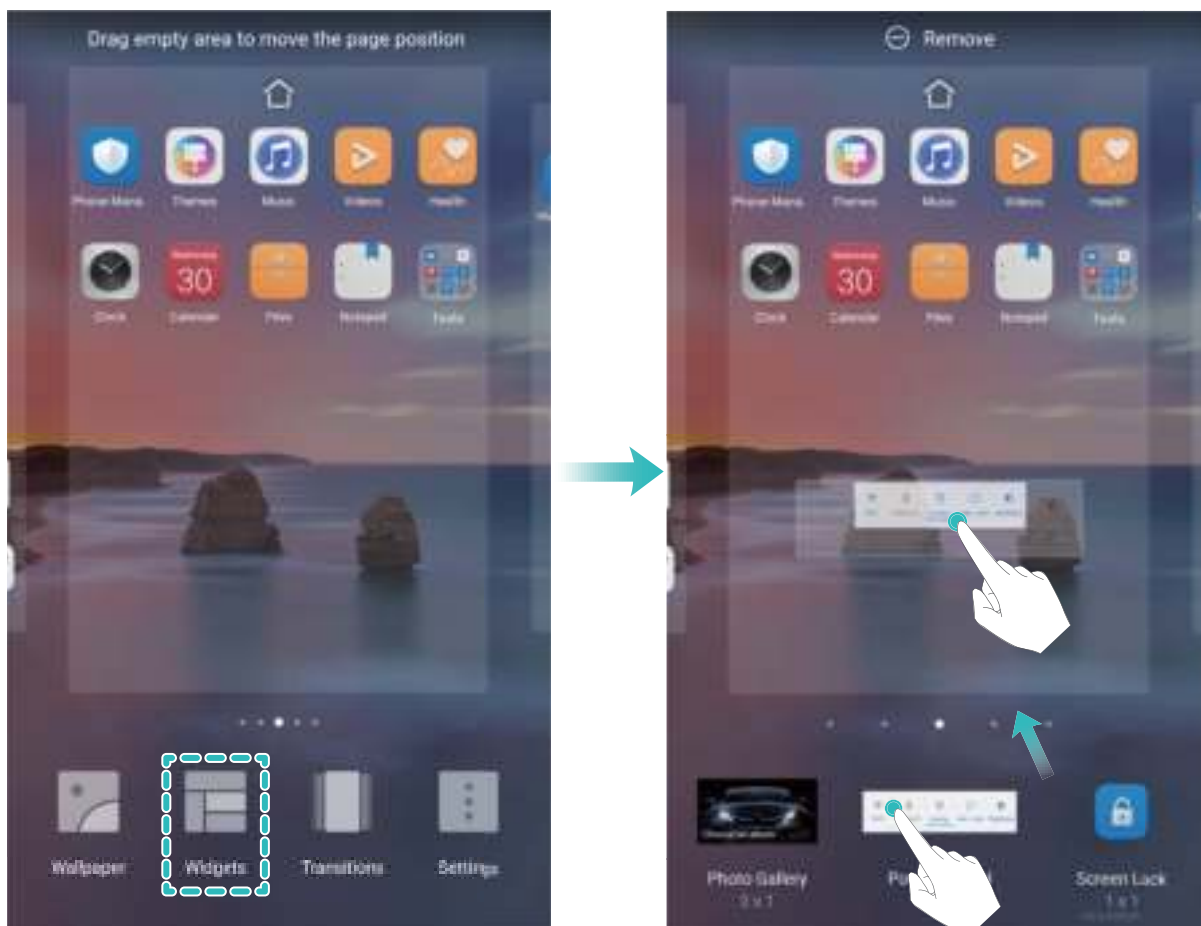 Drag empty area to move the page position
Phone Mana
Themes
Music
Videos
Health
Clock
Calendar
30
Files
Notepad
Tools
Wallpaper
Widgets
Transitions
Settings
Remove
Phone Mana
Themes
Music
Videos
Health
Clock
Calendar
30
Files
Notepad
Tools
Photo Gallery
Screen Lock
1 x 1